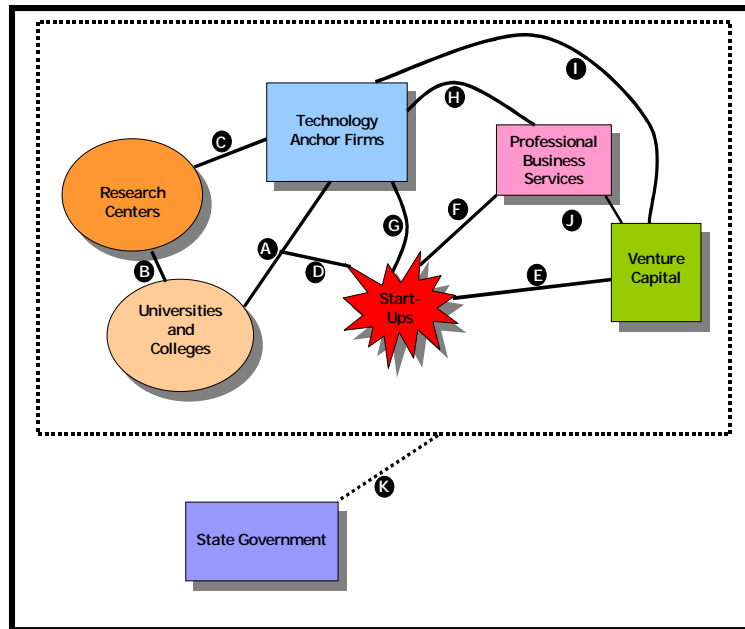 I
H
Technology
Anchor Firms
C
Professional
Business
Services
Research
Centers
F
G
J
A
B
D
E
Venture
Capital
Universities
and
Colleges
Start-
Ups
K
State Government